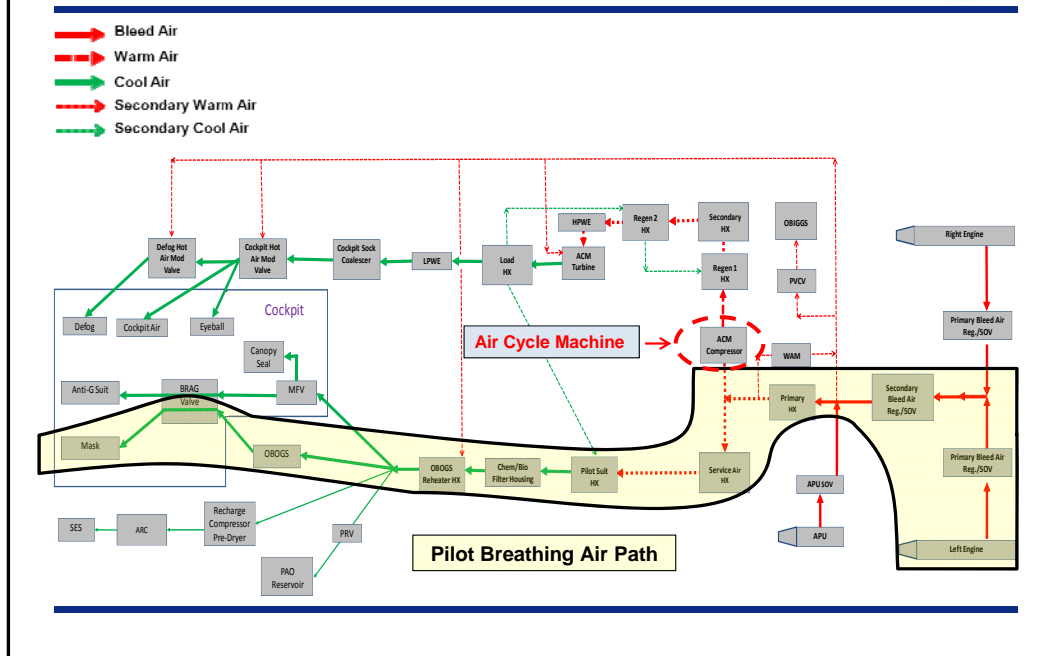 Bleed Air
Warm Air
Cool Air
Secondary Warm Air
Secondary Cool Air
HPWE
Regen 2
HX
Secondary
HX
OBIGGS
Right Engine
Defog Hot
Air Mod
Valve
Cockpit Hot
Air Mod
Valve
Cockpit Sock
Coalescer
LPWE
Load
HX
ACM
Turbine
Regen 1
HX
PVCV
Cockpit
Defog
Cockpit Air
Eyeball
Primary Bleed Air
Reg./SOV
Air Cycle Machine
ACM
Compressor
WAM
Canopy
Seal
Anti-G Suit
BRAG
Valve
MFV
Primary
HX
Secondary
Bleed Air
Reg./SOV
Mask
OBOGS
OBOGS
Reheater HX
Chem/Bio
Filter Housing
Pilot Suit
HX
Service Air
HX
APU SOV
Primary Bleed Air
Reg./SOV
SES
ARC
Recharge
Compressor
Pre-Dryer
PRV
APU
Left Engine
Pilot Breathing Air Path
PAO
Reservoir